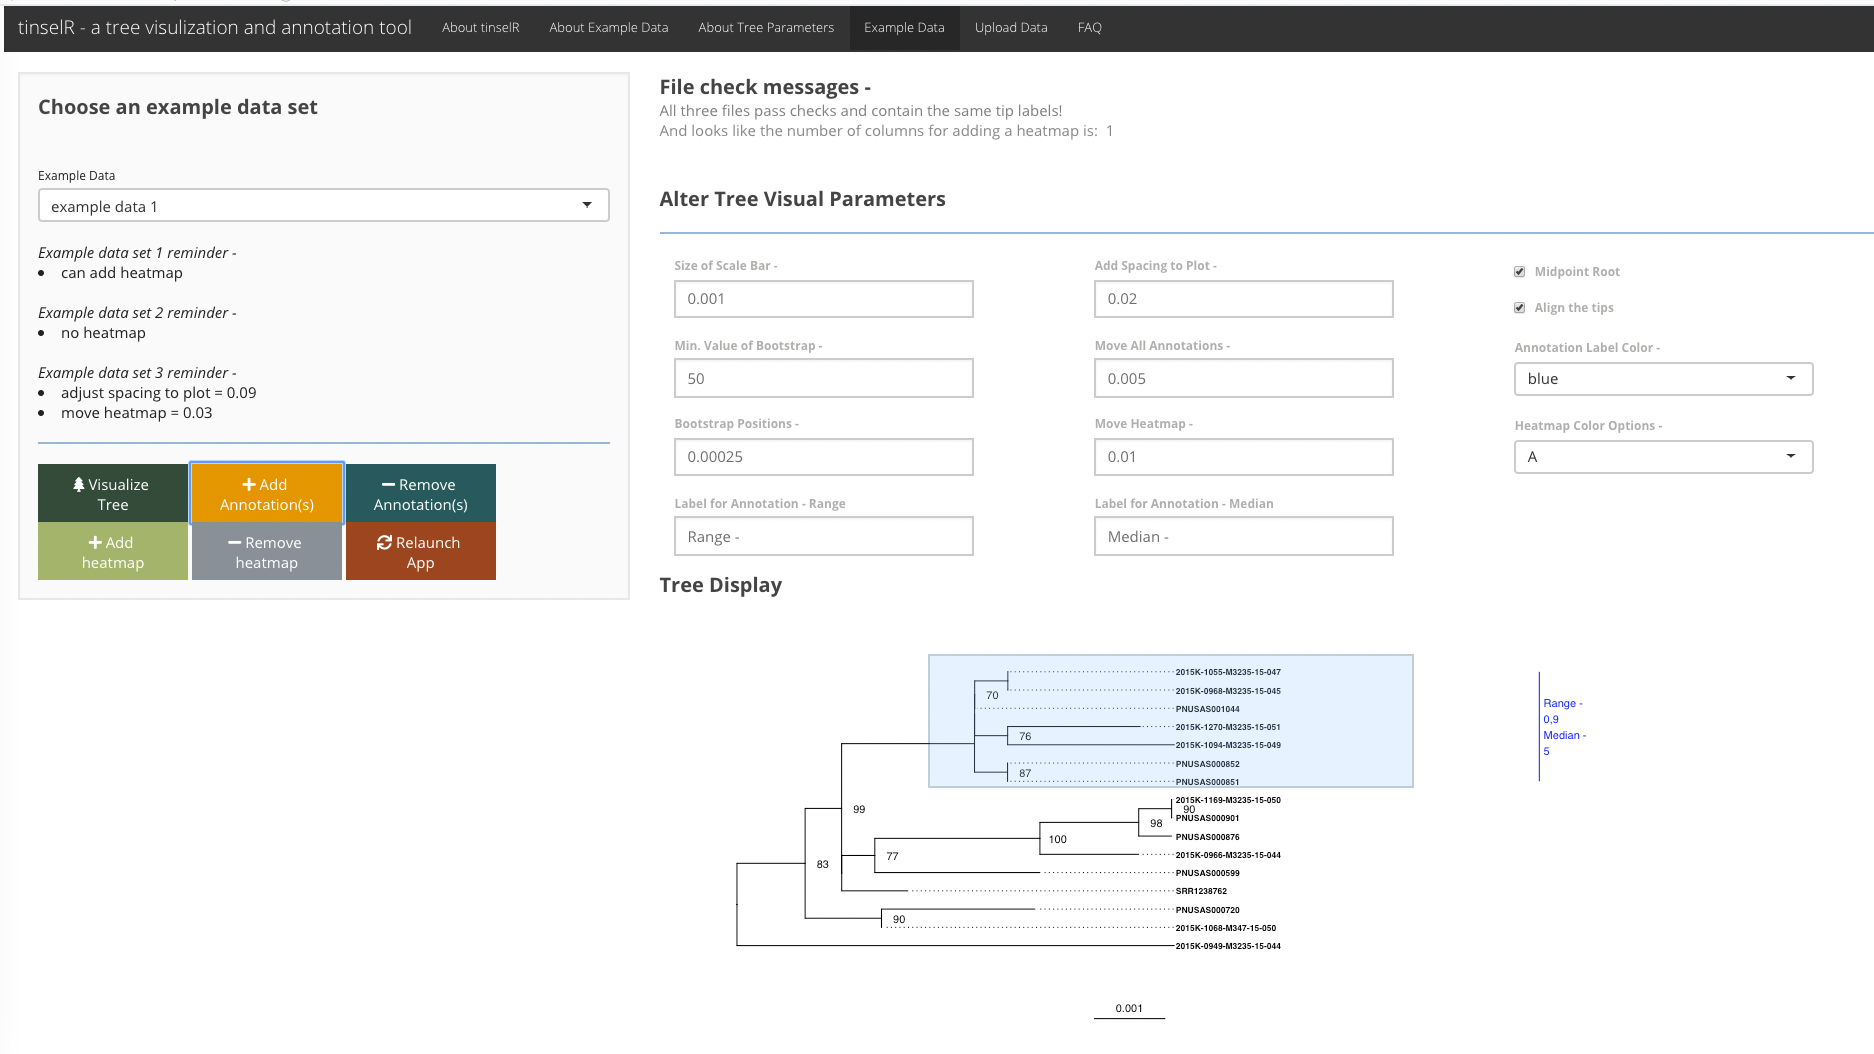 tinselR - a tree visulization and annotation tool
About tinselR
About Example Data
About Tree Parameters
Example Data
Upload Data
FAQ
Choose an example data set
Example Data
example data 1
Example data set 1 reminder -
can add heatmap
Example data set 2 reminder -
no heatmap
Example data set 3 reminder -
adjust spacing to plot = 0.09
move heatmap = 0.03
Visualize
Tree
Add
Annotation(s)
Remove
Annotation(s)
Add
heatmap
Remove
heatmap
Relaunch
App
File check messages -
All three files pass checks and contain the same tip labels!
And looks like the number of columns for adding a heatmap is: 1
Alter Tree Visual Parameters
Size of Scale Bar -
0.001
Add Spacing to Plot -
0.02
Midpoint Root
Align the tips
Min. Value of Bootstrap -
50
Move All Annotations -
0.005
Annotation Label Color -
blue
Bootstrap Positions -
0.00025
Move Heatmap -
0.01
Heatmap Color Options -
A
Label for Annotation - Range
Range -
Label for Annotation - Median
Median -
Tree Display
2015K-1055-M3235-15-047
70
2015K-0968-M3235-15-045
PNUSAS001044
2015K-1270-M3235-15-051
76
2015K-1094-M3235-15-049
PNUSAS000852
87
PNUSAS000851
Range -
0,9
Median -
5
2015K-1169-M3235-15-050
90
99
PNUSAS000901
98
PNUSAS000876
100
2015K-0966-M3235-15-044
77
83
PNUSAS000599
SRR1238762
PNUSAS000720
90
2015K-1068-M347-15-050
2015K-0949-M3235-15-044
0.001